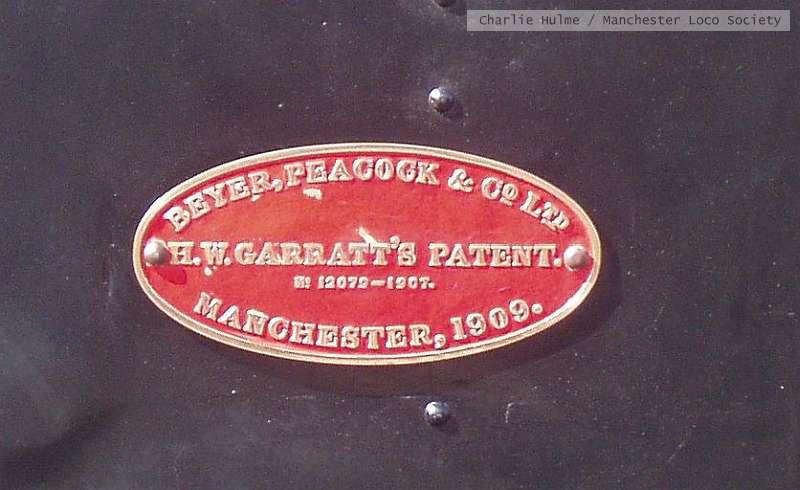 Charlie Hulme / Manchester Loco Society
BEYER, PEACOCK & Co LTD
H.W. GARRATT'S PATENT.
No 12079—1907.
MANCHESTER, 1909.